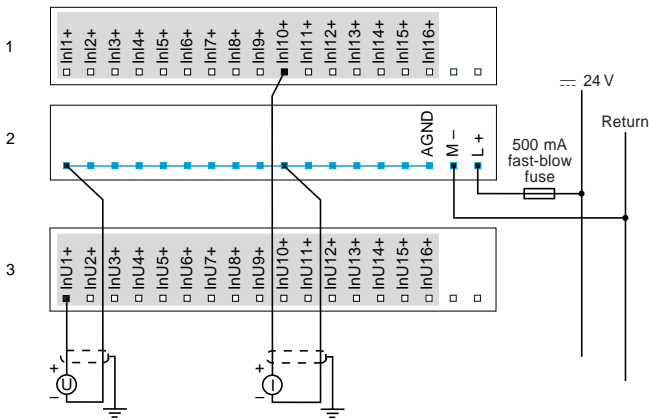 1
InI1+ InI2+ InI3+ InI4+ InI5+ InI6+ InI7+ InI8+ InI9+ InI10+ InI11+ InI12+ InI13+ InI14+ InI15+ InI16+
24 V
Return
2
AGND M – L +
500 mA
fast-blow
fuse
3
InU1+ InU2+ InU3+ InU4+ InU5+ InU6+ InU7+ InU8+ InU9+ InU10+ InU11+ InU12+ InU13+ InU14+ InU15+ InU16+
+ +
U I
– –